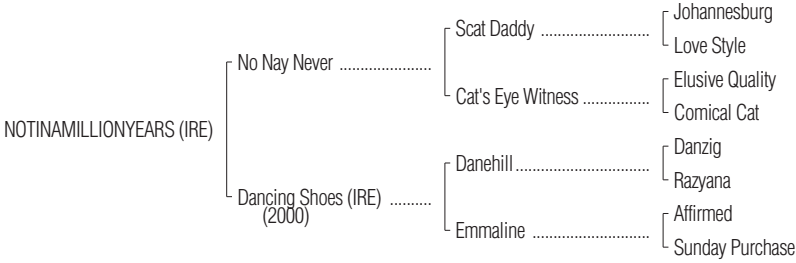 Johannesburg
Scat Daddy ..........................
Love Style
No Nay Never ......................
Elusive Quality
Cat's Eye Witness ................
Comical Cat
NOTINAMILLIONYEARS (IRE)
Danzig
Danehill ................................
Razyana
Dancing Shoes (IRE) ..........
(2000)
Affirmed
Emmaline ............................
Sunday Purchase